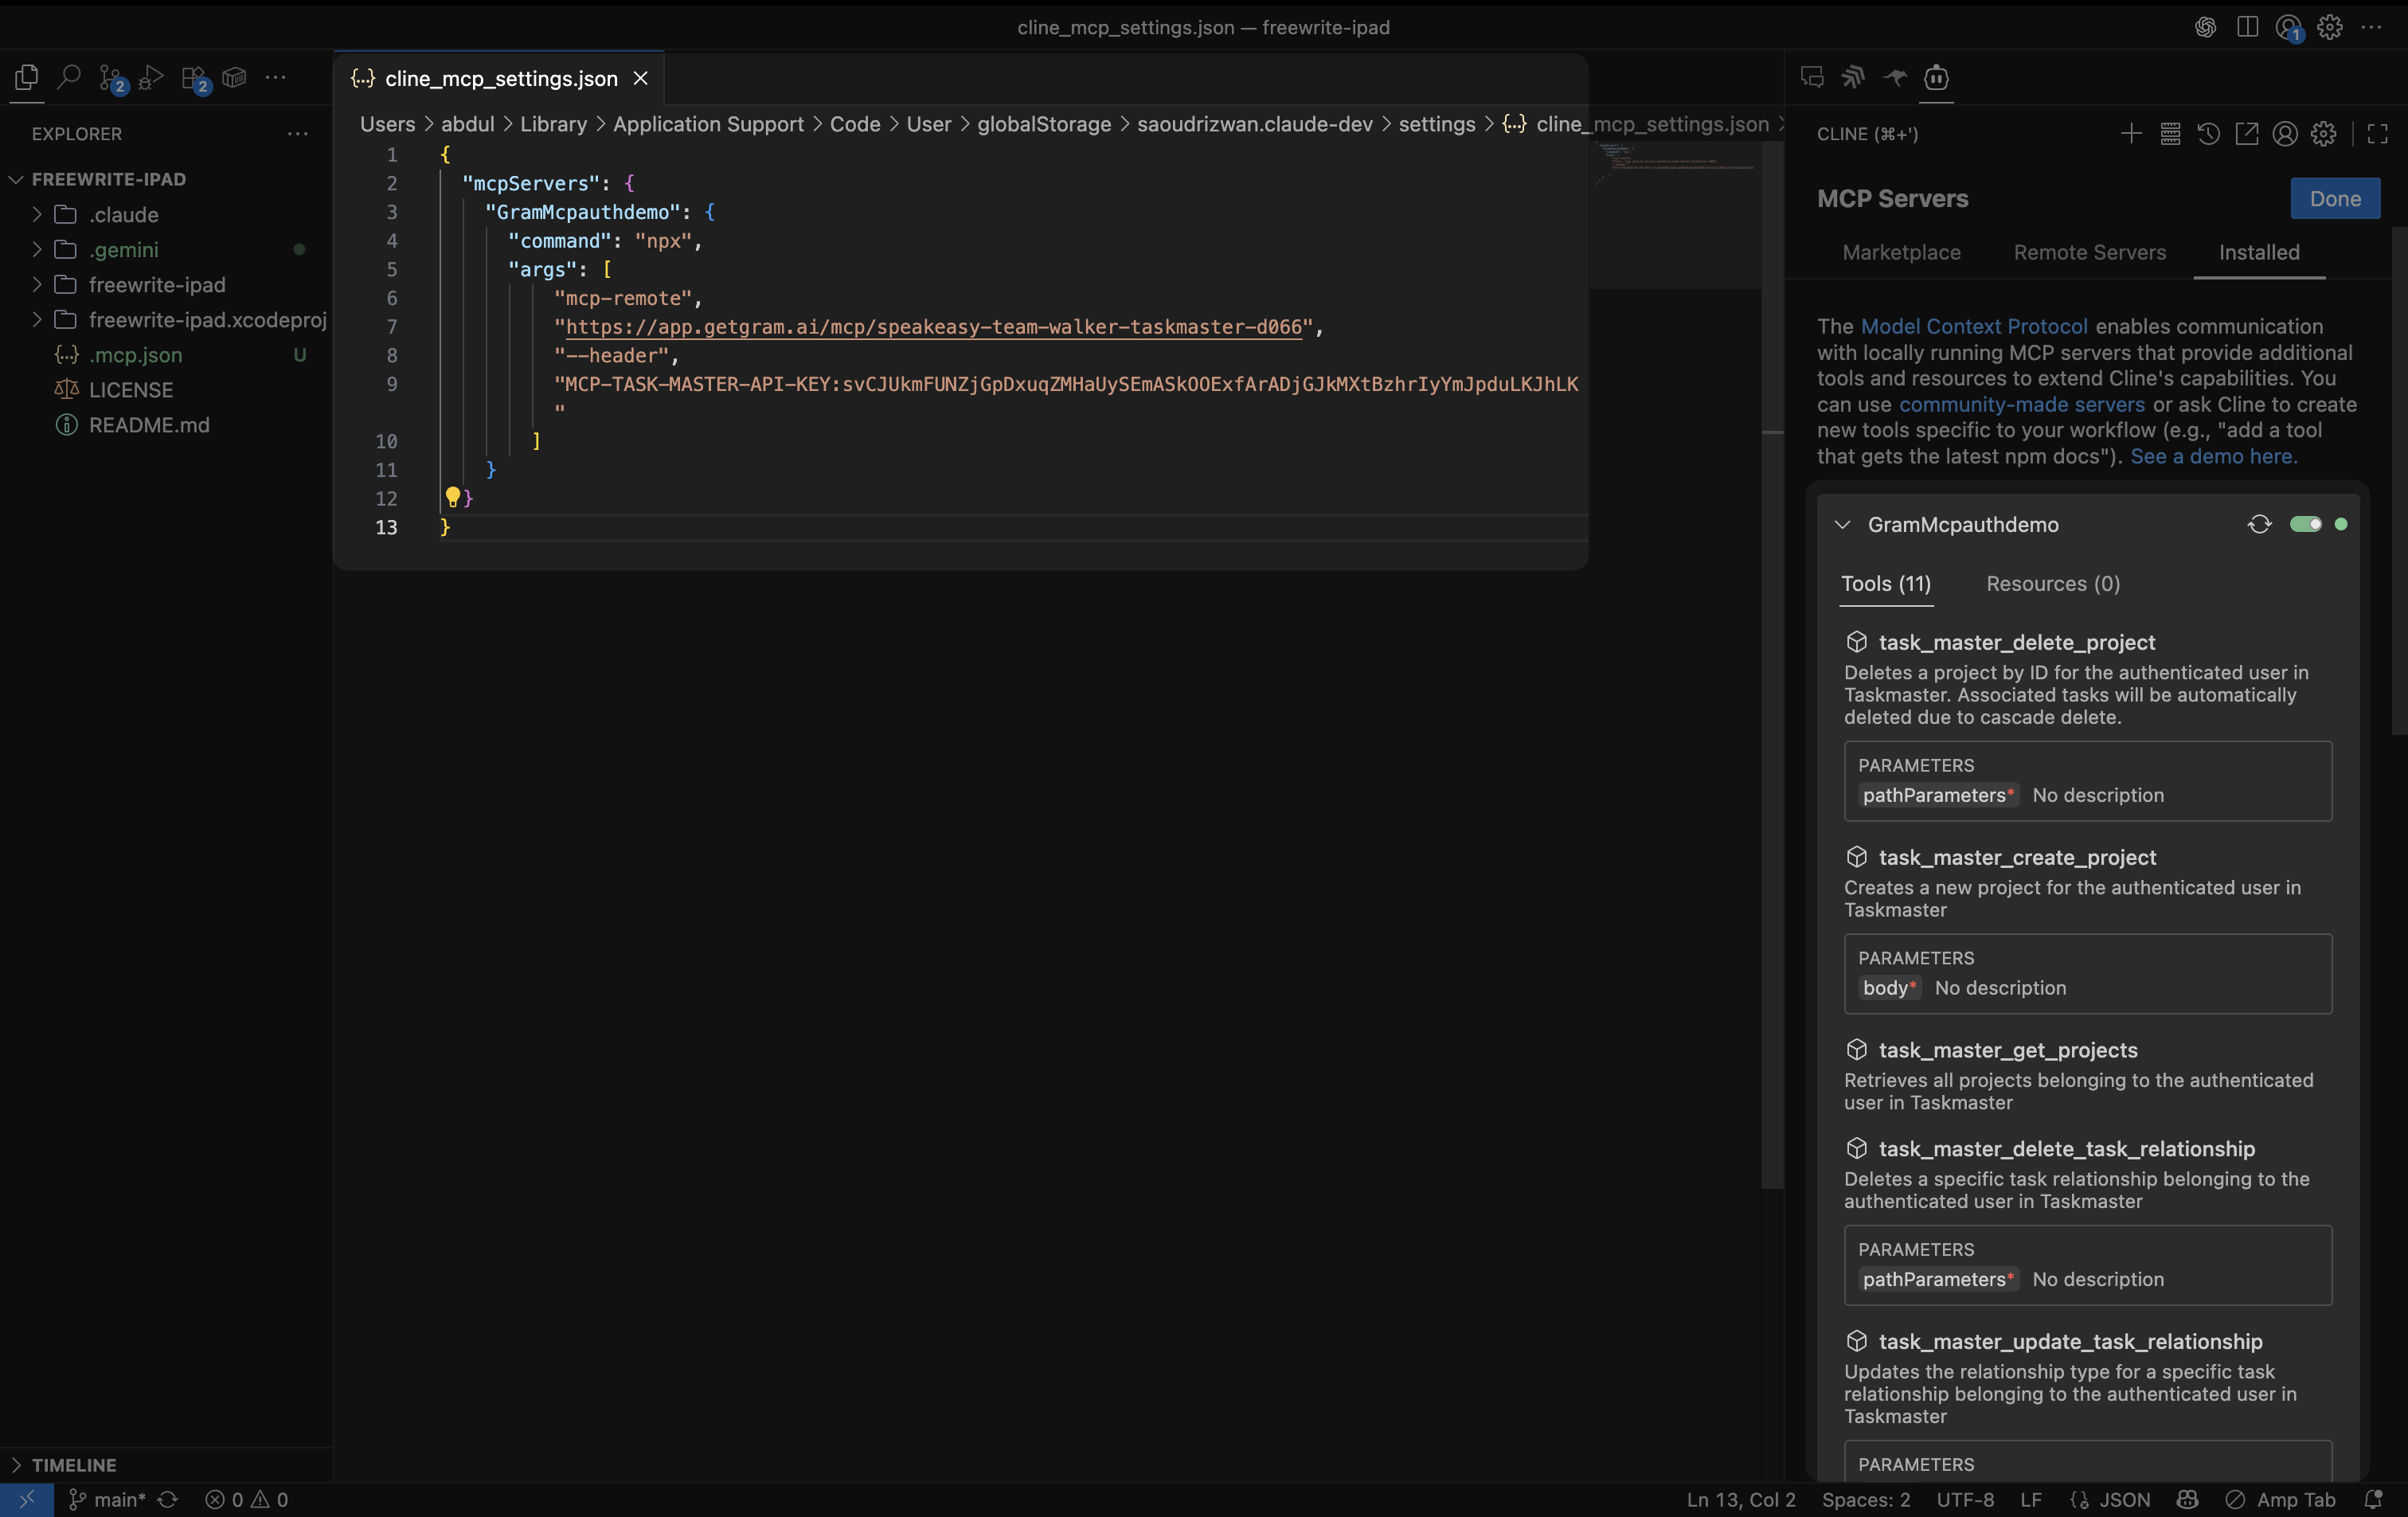 cline_mcp_settings.json — freewrite-ipad
1
2
2
EXPLORER
FREEWRITE-IPAD
.claude
.gemini
freewrite-ipad
freewrite-ipad.xcodeproj
.mcp.json U
LICENSE
README.md
TIMELINE
{...} cline_mcp_settings.json
Users > abdul > Library > Application Support > Code > User > globalStorage > saoudrizwan.claude-dev > settings > {...} cline_mcp_settings.json >
1 {
2 "mcpServers": {
3 "GramMcpauthdemo": {
4 "command": "npx",
5 "args": [
6 "mcp-remote",
7 "https://app.getgram.ai/mcp/speakeasy-team-walker-taskmaster-d066",
8 "--header",
9 "MCP-TASK-MASTER-API-KEY:svCJUkmFUNZjGpDxuqZMHaUySEmASkOOExfArADjGJkMXtBzhrIyYmJpduLKJhLK
"
10 ]
11 }
12 }
13 }
CLINE (⌘+')
MCP Servers
Done
Marketplace Remote Servers Installed
The Model Context Protocol enables communication
with locally running MCP servers that provide additional
tools and resources to extend Cline's capabilities. You
can use community-made servers or ask Cline to create
new tools specific to your workflow (e.g., "add a tool
that gets the latest npm docs"). See a demo here.
GramMcpauthdemo
Tools (11) Resources (0)
task_master_delete_project
Deletes a project by ID for the authenticated user in
Taskmaster. Associated tasks will be automatically
deleted due to cascade delete.
PARAMETERS
pathParameters* No description
task_master_create_project
Creates a new project for the authenticated user in
Taskmaster
PARAMETERS
body* No description
task_master_get_projects
Retrieves all projects belonging to the authenticated
user in Taskmaster
task_master_delete_task_relationship
Deletes a specific task relationship belonging to the
authenticated user in Taskmaster
PARAMETERS
pathParameters* No description
task_master_update_task_relationship
Updates the relationship type for a specific task
relationship belonging to the authenticated user in
Taskmaster
PARAMETERS
main* 0 0
Ln 13, Col 2 Spaces: 2 UTF-8 LF JSON Amp Tab